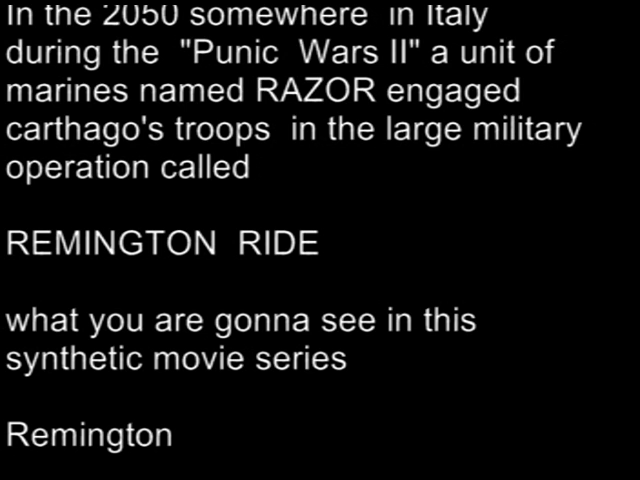 In the 2050 somewhere  in Italy
during the  "Punic  Wars II" a unit of
marines named RAZOR engaged
carthago's troops  in the large military
operation called
REMINGTON  RIDE
what you are gonna see in this
synthetic movie series
Remington